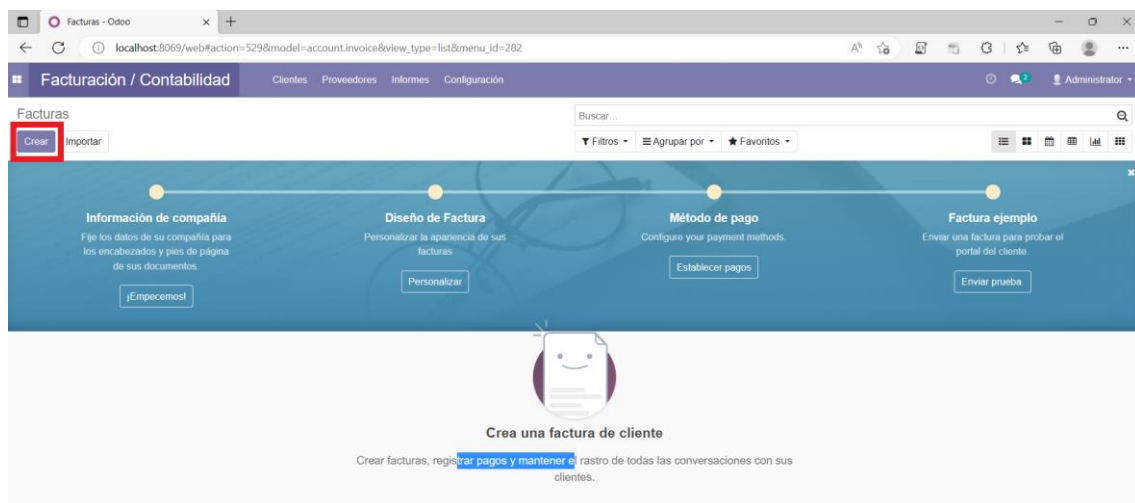 Facturas - Odoo
localhost:8069/web#action=529&model=account.invoice&view_type=list&menu_id=282
Facturación / Contabilidad
Clientes Proveedores Informes Configuración
2
Administrator
Facturas
Buscar...
Crear Importar
Filtros Agrupar por Favoritos
Información de compañía
Fije los datos de su compañía para
los encabezados y pies de página
de sus documentos.
¡Empecemos!
Diseño de Factura
Personalizar la apariencia de sus
facturas
Personalizar
Método de pago
Configure your payment methods.
Establecer pagos
Factura ejemplo
Enviar una factura para probar el
portal del cliente.
Enviar prueba.
Crea una factura de cliente
Crear facturas, registrar pagos y mantener el rastro de todas las conversaciones con sus
clientes.